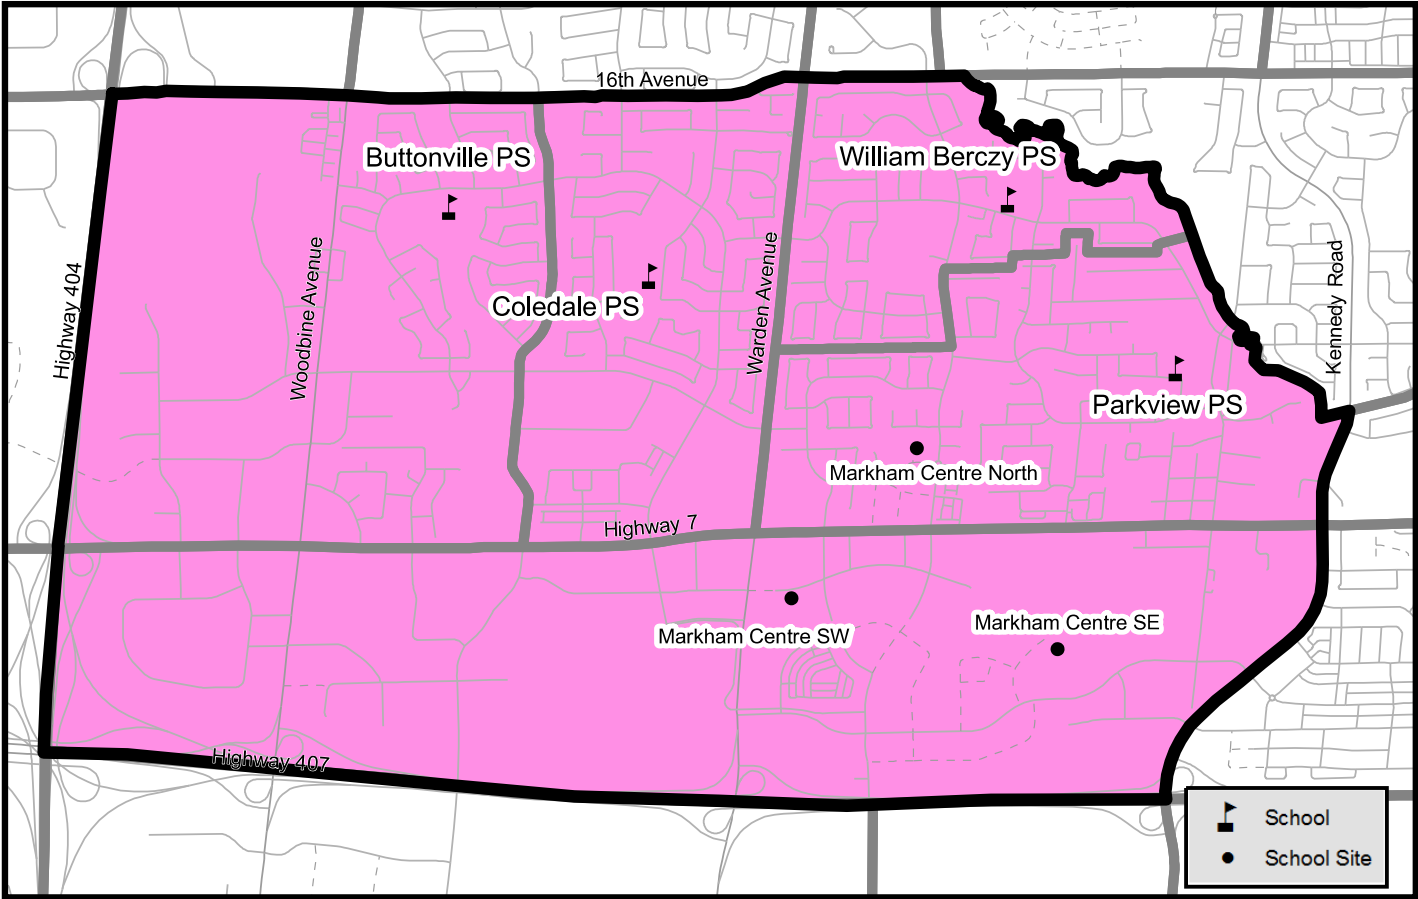 16th Avenue
Buttonville PS
William Berczy PS
Highway 404
Woodbine Avenue
Coledale PS
Warden Avenue
Kennedy Road
Parkview PS
Markham Centre North
Highway 7
Markham Centre SW
Markham Centre SE
Highway 407
School
School Site